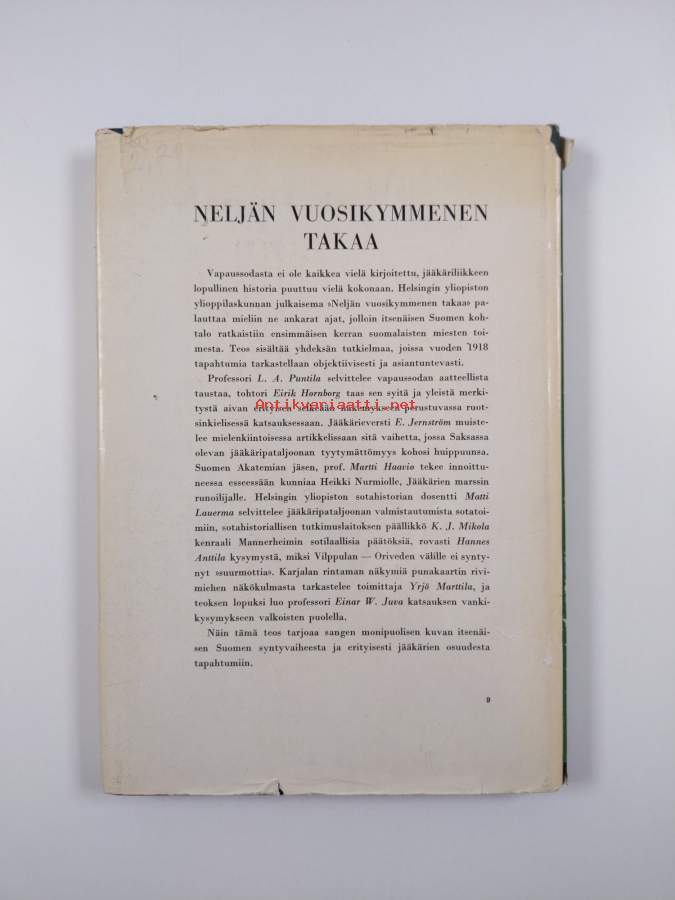 NELJÄN VUOSIKYMMENEN
TAKAA
Vapaussodasta ei ole kaikkea vielä kirjoitettu, jääkäriliikkeen
lopullinen historia puuttuu vielä kokonaan. Helsingin yliopiston
ylioppilaskunnan julkaisema »Neljän vuosikymmenen takaa» pa-
lauttaa mieliin ne ankarat ajat, jolloin itsenäisen Suomen koh-
talo ratkaistiin ensimmäisen kerran suomalaisten miesten toi-
mesta. Teos sisältää yhdeksän tutkielmaa, joissa vuoden 1918
tapahtumia tarkastellaan objektiivisesti ja asiantuntevasti.
Professori L. A. Puntila selvittelee vapaussodan aatteellista
taustaa, tohtori Eirik Hornborg taas sen syitä ja yleistä merki-
tystä aivan erityisen selkeään näkemykseen perustuvassa ruot-
sinkielisessä katsauksessaan. Jääkärieversti E. Jernström muiste-
lee mielenkiintoisessa artikkelissaan sitä vaihetta, jossa Saksassa
olevan jääkäripataljoonan tyytymättömyys kohosi huippuunsa.
Suomen Akatemian jäsen, prof. Martti Haavio tekee innoittu-
neessa esseessään kunniaa Heikki Nurmiolle, Jääkärien marssin
runoilijalle. Helsingin yliopiston sotahistorian dosentti Matti
Lauerma selvittelee jääkäripataljoonan valmistautumista sotatoi-
miin, sotahistoriallisen tutkimuslaitoksen päällikkö K. J. Mikola
kenraali Mannerheimin sotilaallisia päätöksiä, rovasti Hannes
Anttila kysymystä, miksi Vilppulan — Oriveden välille ei synty-
nyt »suurmottia». Karjalan rintaman näkymiä punakaartin rivi-
miehen näkökulmasta tarkastelee toimittaja Yrjö Marttila, ja
teoksen lopuksi luo professori Einar W. Juva katsauksen vanki-
kysymykseen valkoisten puolella.
Näin tämä teos tarjoaa sangen monipuolisen kuvan itsenäi-
sen Suomen syntyvaiheesta ja erityisesti jääkärien osuudesta
tapahtumiin.
9
Antikvariaatti.net